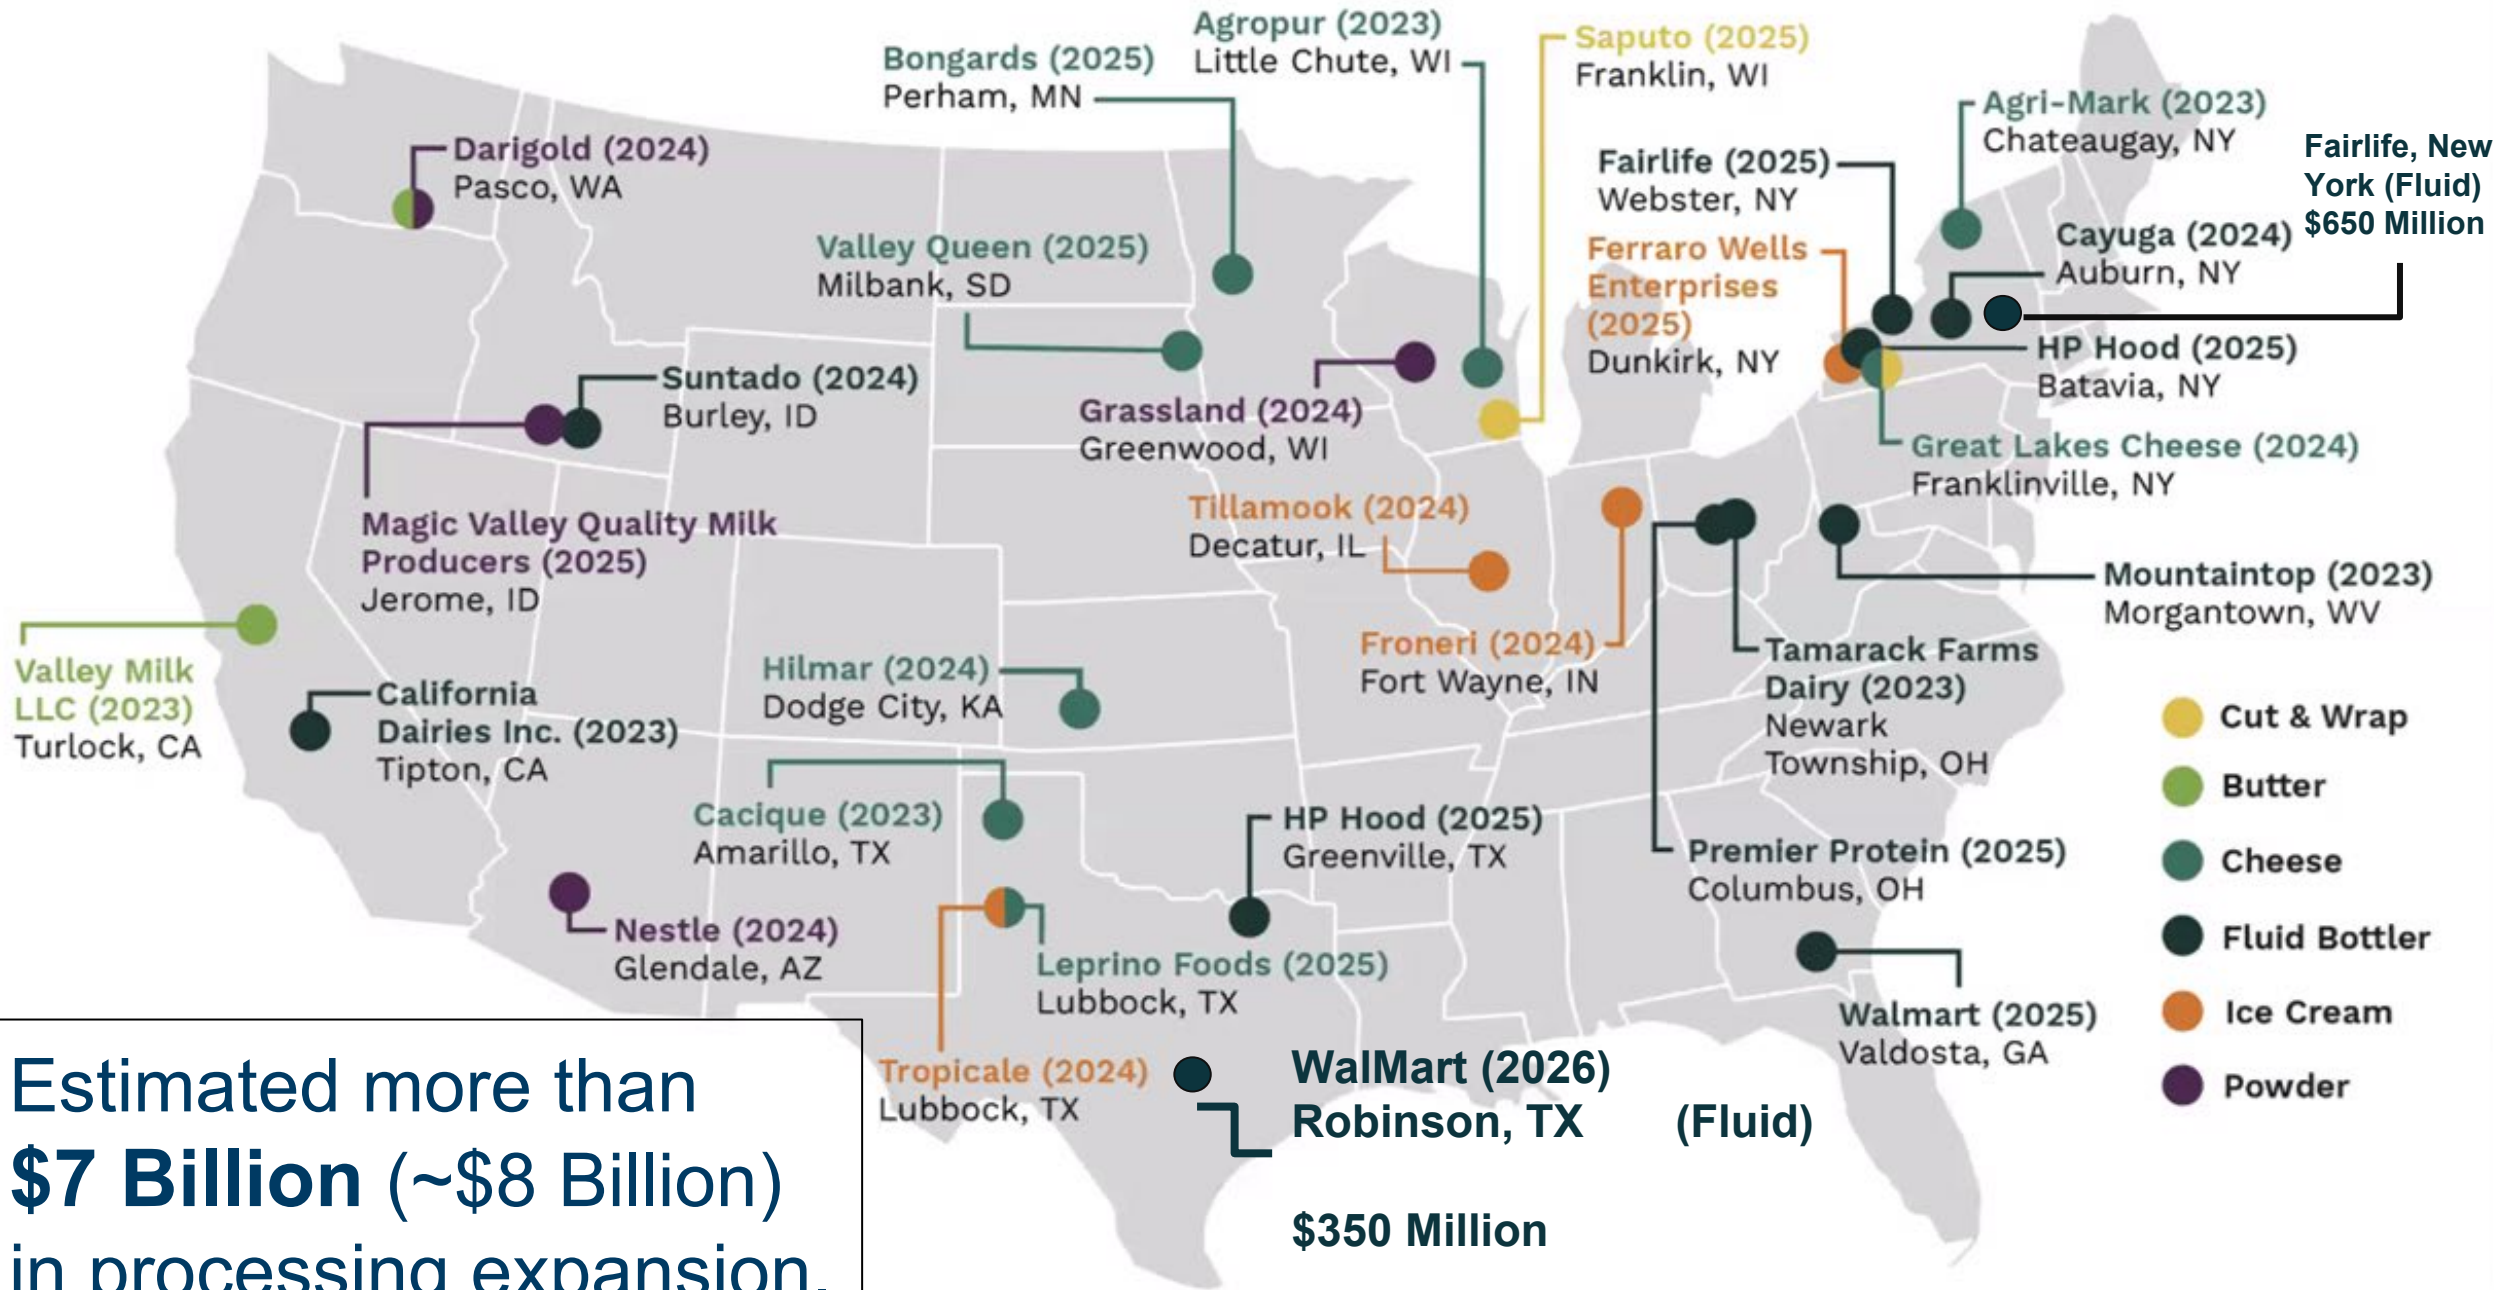 Agropur (2023)
Little Chute, WI
Bongards (2025)
Perham, MN
Saputo (2025)
Franklin, WI
Agri-Mark (2023)
Chateaugay, NY
Fairlife, New
York (Fluid)
$650 Million
Darigold (2024)
Pasco, WA
Fairlife (2025)
Webster, NY
Valley Queen (2025)
Milbank, SD
Ferraro Wells
Enterprises
(2025)
Dunkirk, NY
Cayuga (2024)
Auburn, NY
HP Hood (2025)
Batavia, NY
Suntado (2024)
Burley, ID
Grassland (2024)
Greenwood, WI
Great Lakes Cheese (2024)
Franklinville, NY
Magic Valley Quality Milk
Producers (2025)
Jerome, ID
Tillamook (2024)
Decatur, IL
Mountaintop (2023)
Morgantown, WV
Valley Milk
LLC (2023)
Turlock, CA
California
Dairies Inc. (2023)
Tipton, CA
Hilmar (2024)
Dodge City, KA
Froneri (2024)
Fort Wayne, IN
Tamarack Farms
Dairy (2023)
Newark
Township, OH
Cacique (2023)
Amarillo, TX
HP Hood (2025)
Greenville, TX
Premier Protein (2025)
Columbus, OH
Nestle (2024)
Glendale, AZ
Leprino Foods (2025)
Lubbock, TX
Walmart (2025)
Valdosta, GA
Tropicale (2024)
Lubbock, TX
WalMart (2026)
Robinson, TX (Fluid)
$350 Million
Cut & Wrap
Butter
Cheese
Fluid Bottler
Ice Cream
Powder
Estimated more than
$7 Billion (~$8 Billion)
in processing expansion.